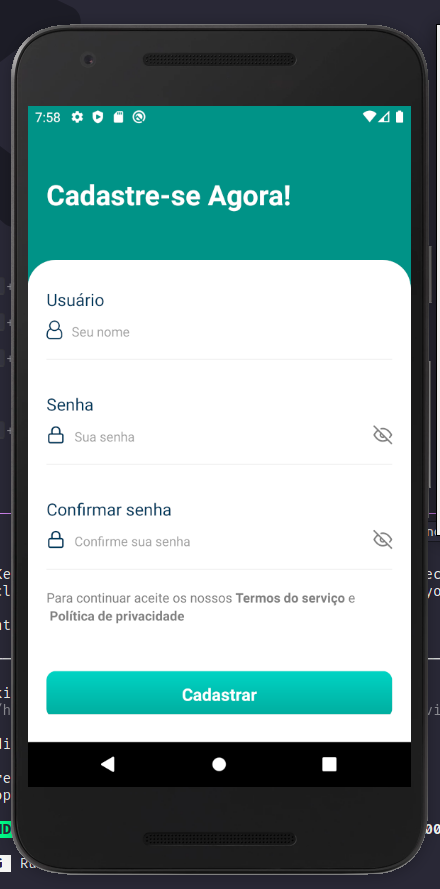 7:58
Cadastre-se Agora!
Usuário
Seu nome
Senha
Sua senha
Confirmar senha
Confirme sua senha
Para continuar aceite os nossos Termos do serviço e
Política de privacidade
Cadastrar